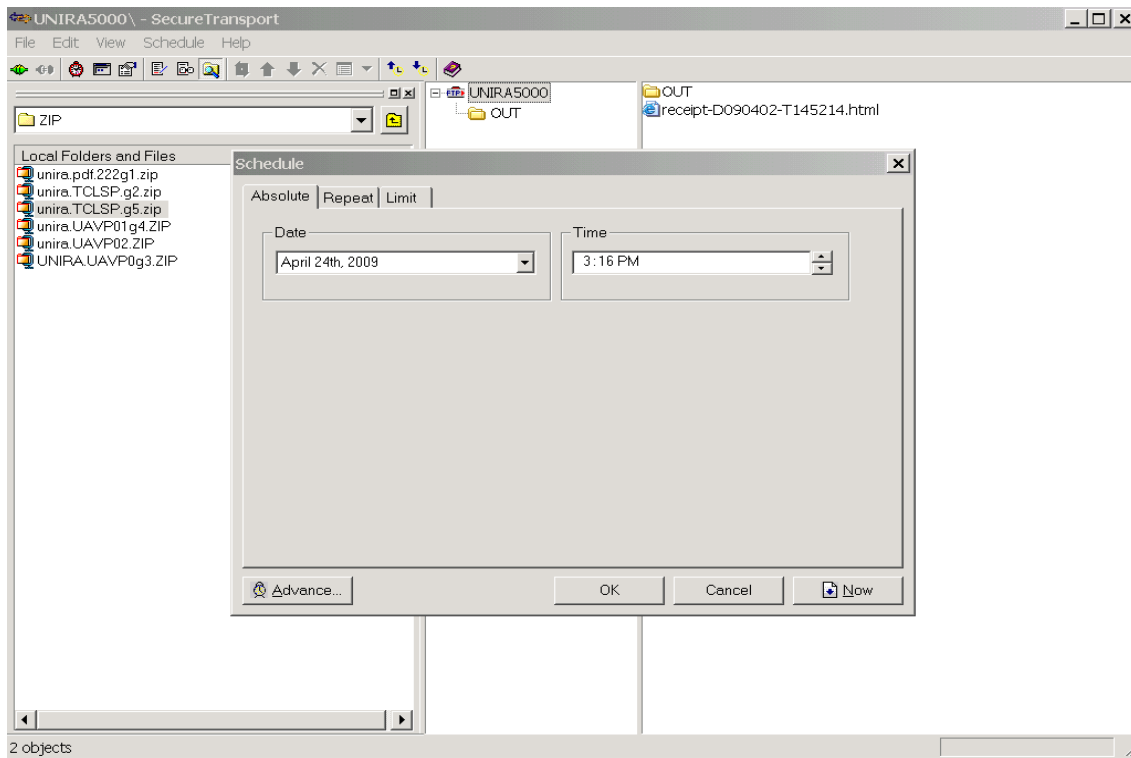 UNIRA5000\ - SecureTransport
File Edit View Schedule Help
ZIP
Local Folders and Files
unira.pdf.222g1.zip
unira.TCLSP.g2.zip
unira.TCLSP.g5.zip
unira.UAVP01g4.ZIP
unira.UAVP02.ZIP
UNIRA.UAVP0g3.ZIP
UNIRA5000
OUT
OUT
receipt-D090402-T145214.html
Schedule
Absolute Repeat Limit
Date
April 24th, 2009
Time
3:16 PM
Advance...
OK
Cancel
Now
2 objects